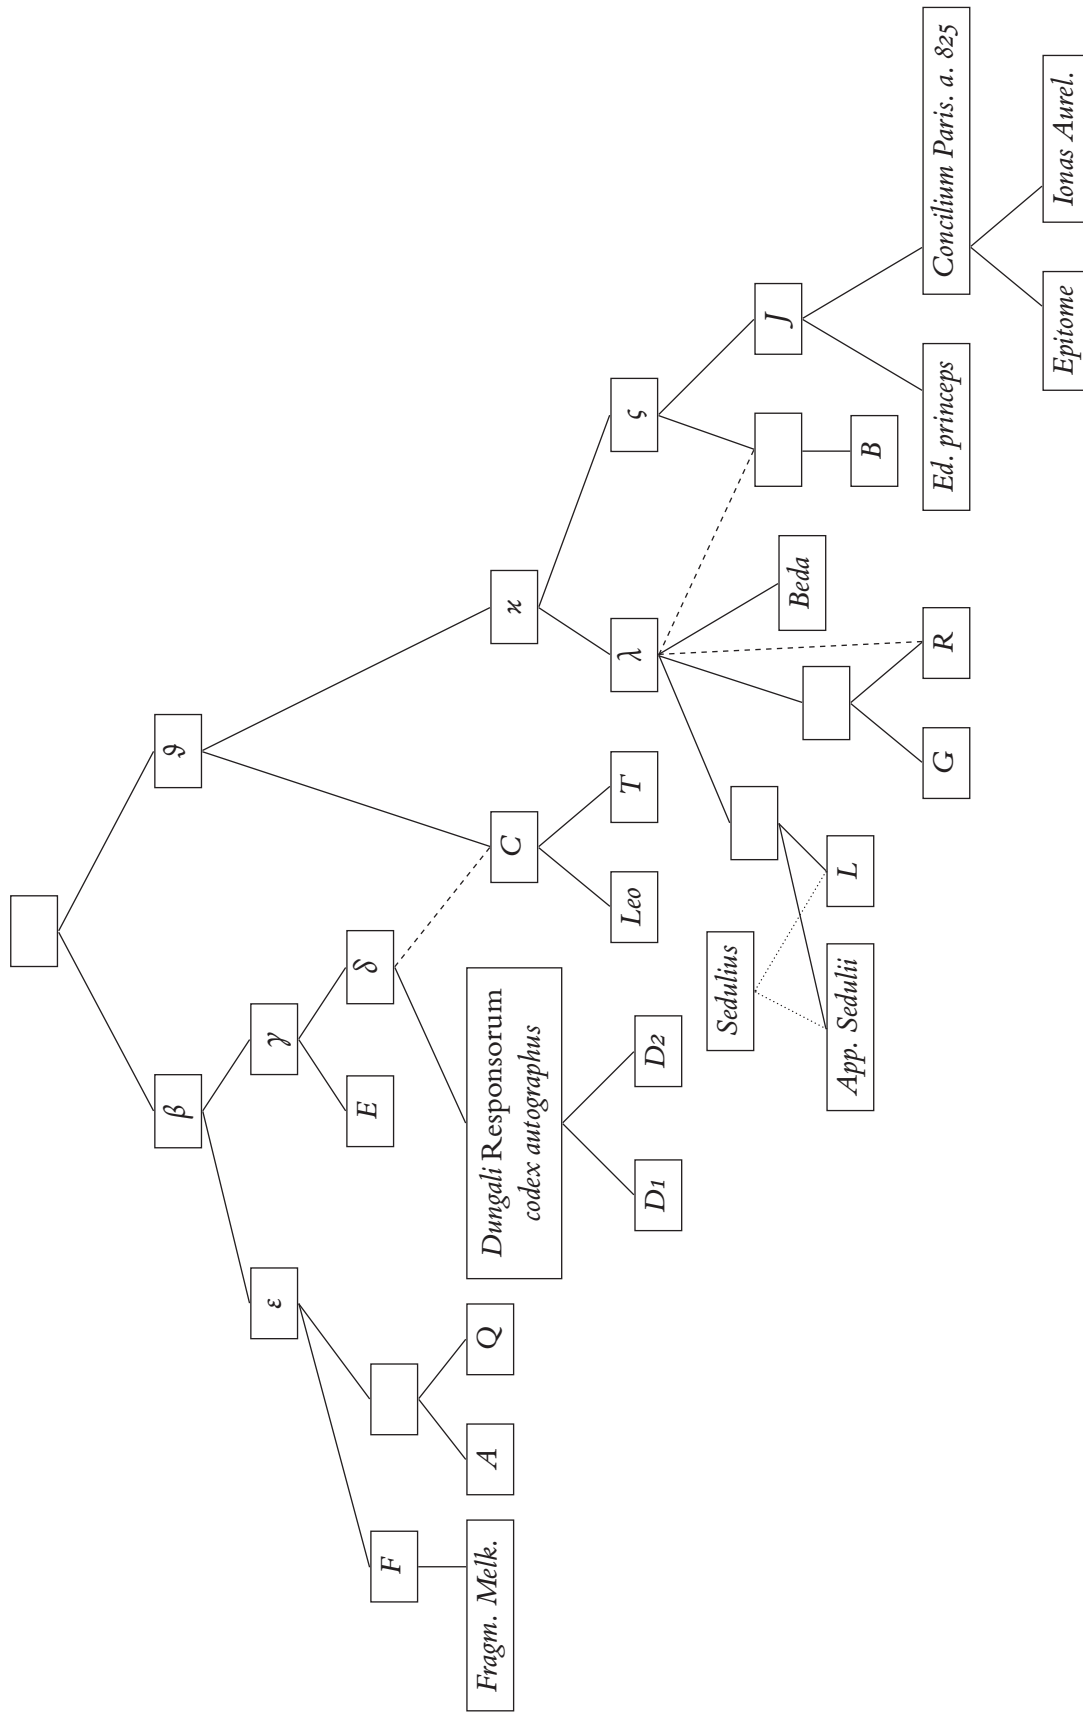 β
ϑ
ε
γ
δ
F
E
Fragm. Melk.
A
Q
Dungali Responsorum
codex autographus
C
ϰ
D1
D2
Leo
T
λ
ς
Sedulius
Beda
J
App. Sedulii
L
B
G
R
Ed. princeps
Concilium Paris. a. 825
Epitome
Ionas Aurel.